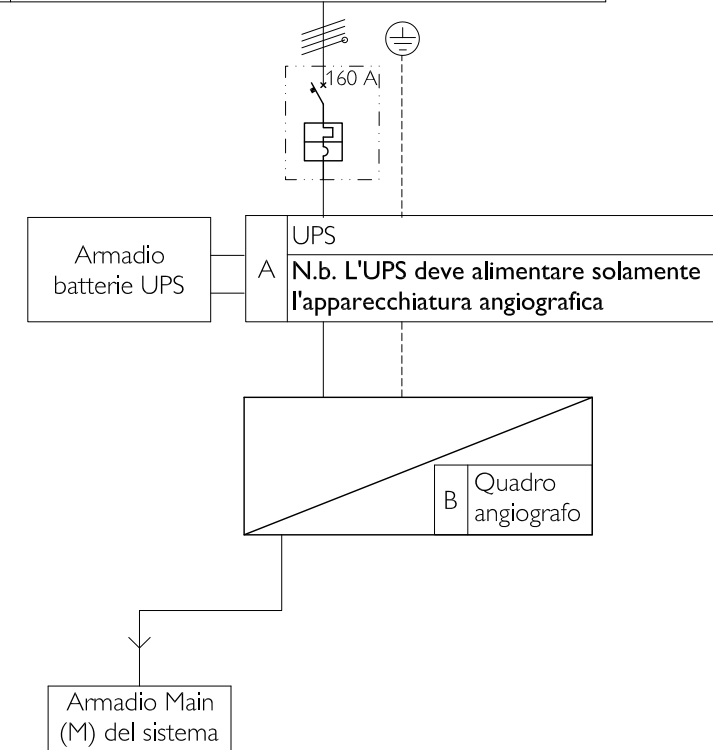 160 A
Armadio
batterie UPS
A
UPS
N.b. L'UPS deve alimentare solamente
l'apparecchiatura angiografica
B
Quadro
angiografo
Armadio Main
(M) del sistema